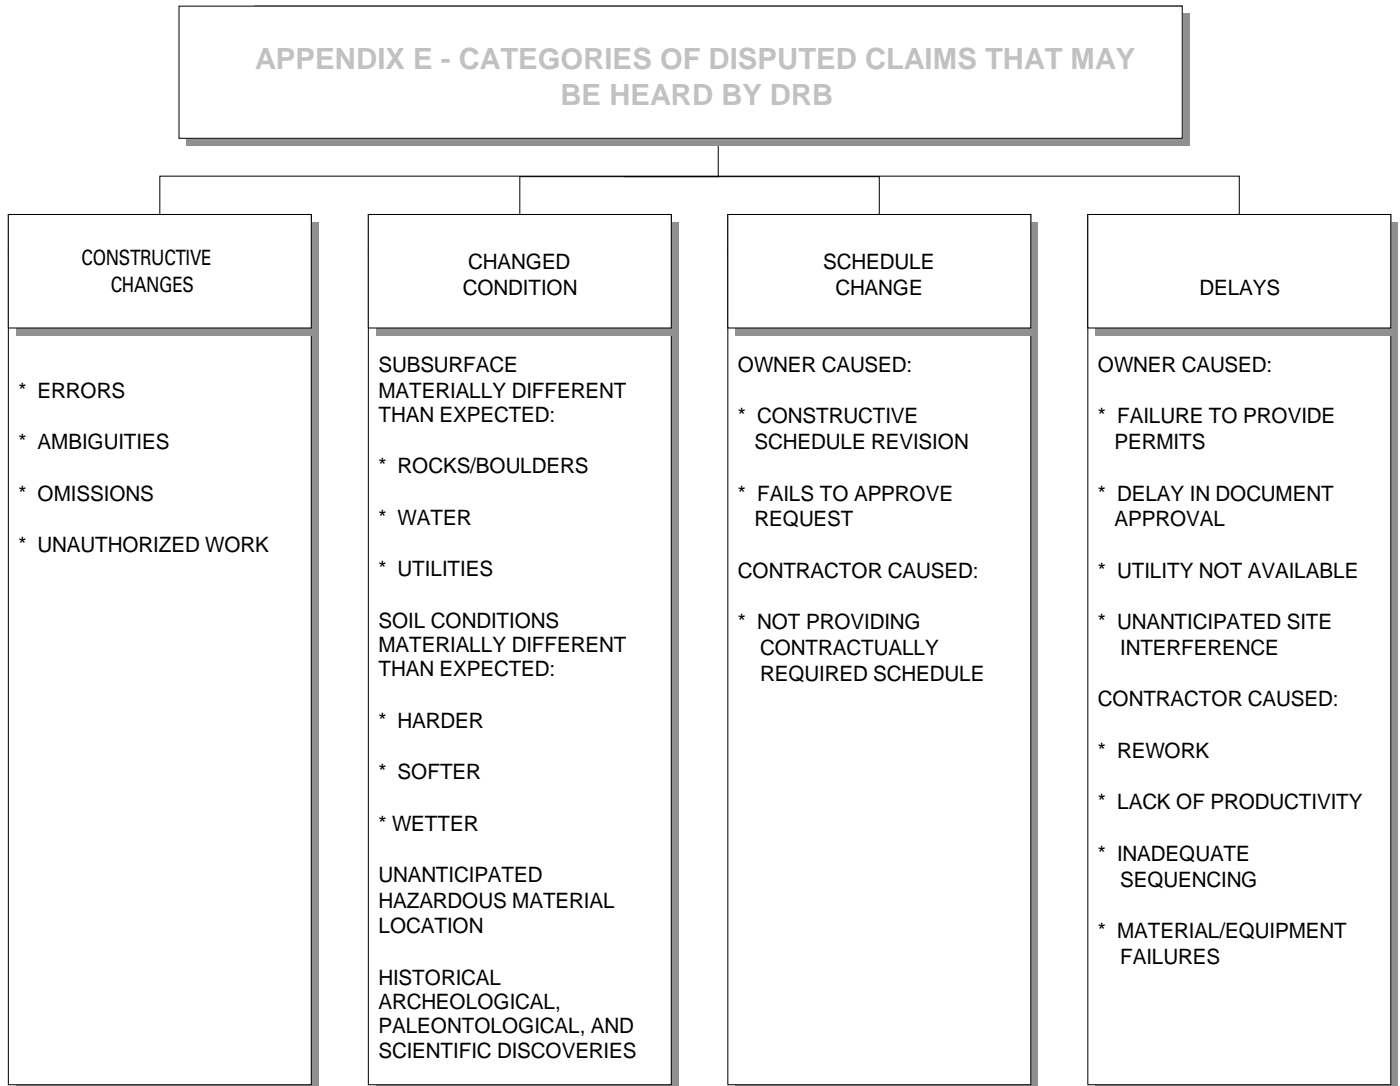 APPENDIX E - CATEGORIES OF DISPUTED CLAIMS THAT MAY
BE HEARD BY DRB
CONSTRUCTIVE
CHANGES
* ERRORS
* AMBIGUITIES
* OMISSIONS
* UNAUTHORIZED WORK
CHANGED
CONDITION
SUBSURFACE
MATERIALLY DIFFERENT
THAN EXPECTED:
* ROCKS/BOULDERS
* WATER
* UTILITIES
SOIL CONDITIONS
MATERIALLY DIFFERENT
THAN EXPECTED:
* HARDER
* SOFTER
* WETTER
UNANTICIPATED
HAZARDOUS MATERIAL
LOCATION
HISTORICAL
ARCHEOLOGICAL,
PALEONTOLOGICAL, AND
SCIENTIFIC DISCOVERIES
SCHEDULE
CHANGE
OWNER CAUSED:
* CONSTRUCTIVE
SCHEDULE REVISION
* FAILS TO APPROVE
REQUEST
CONTRACTOR CAUSED:
* NOT PROVIDING
CONTRACTUALLY
REQUIRED SCHEDULE
DELAYS
OWNER CAUSED:
* FAILURE TO PROVIDE
PERMITS
* DELAY IN DOCUMENT
APPROVAL
* UTILITY NOT AVAILABLE
* UNANTICIPATED SITE
INTERFERENCE
CONTRACTOR CAUSED:
* REWORK
* LACK OF PRODUCTIVITY
* INADEQUATE
SEQUENCING
* MATERIAL/EQUIPMENT
FAILURES